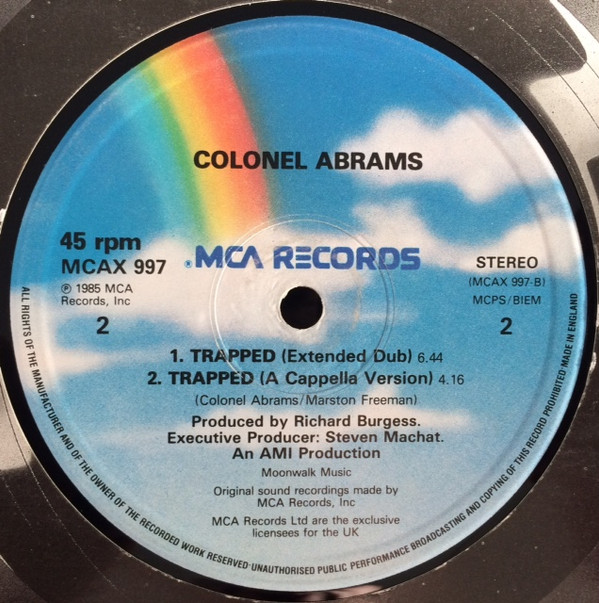 COLONEL ABRAMS
45 rpm
MCAX 997
℗ 1985 MCA
Records, Inc
2
® MCA RECORDS
STEREO
(MCAX 997-B)
MCPS/BIEM
2
1. TRAPPED (Extended Dub) 6.44
2. TRAPPED (A Cappella Version) 4.16
(Colonel Abrams/Marston Freeman)
Produced by Richard Burgess.
Executive Producer: Steven Machat.
An AMI Production
Moonwalk Music
Original sound recordings made by
MCA Records, Inc
MCA Records Ltd are the exclusive
licensees for the UK
ALL RIGHTS OF THE MANUFACTURER AND OF THE OWNER OF THE RECORDED WORK RESERVED·UNAUTHORISED PUBLIC PERFORMANCE BROADCASTING AND COPYING OF THIS RECORD PROHIBITED·MADE IN ENGLAND